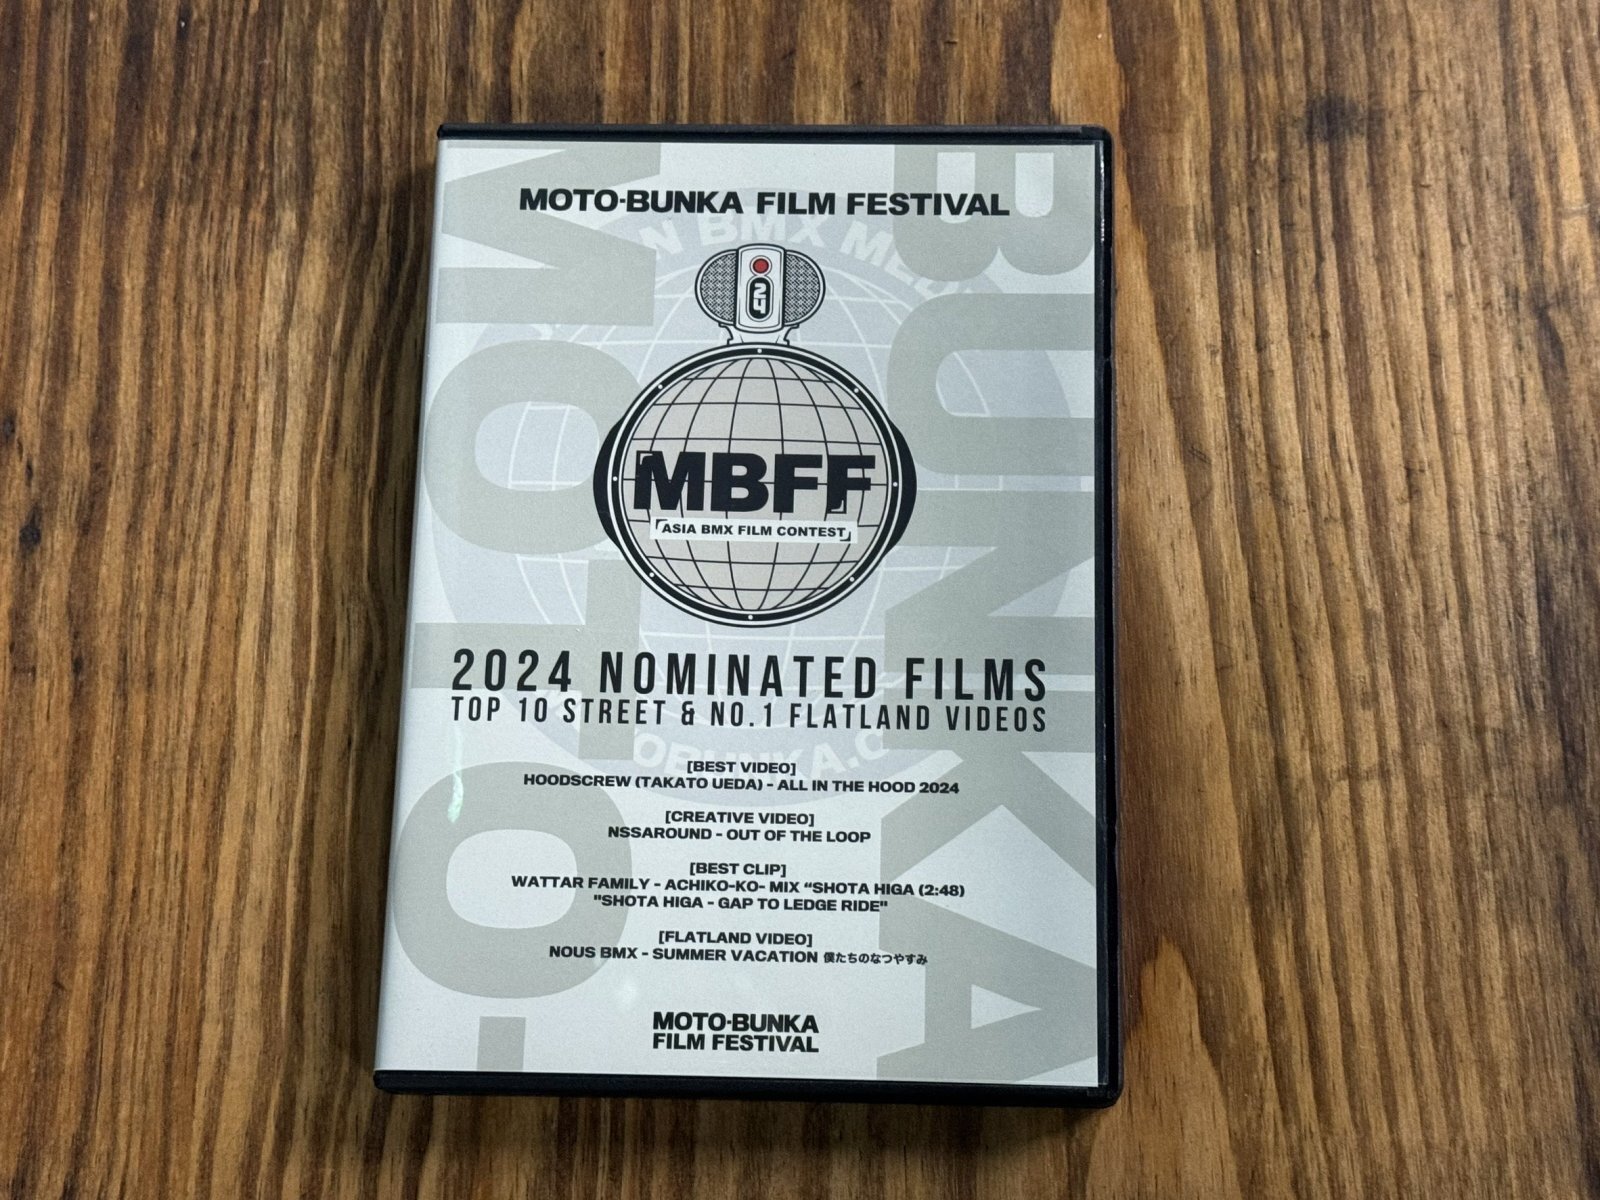 MOTO-BUNKA FILM FESTIVAL
MBFF
ASIA BMX FILM CONTEST
2024 NOMINATED FILMS
TOP 10 STREET & NO.1 FLATLAND VIDEOS
[BEST VIDEO]
HOODSCREW (TAKATO UEDA) - ALL IN THE HOOD 2024
[CREATIVE VIDEO]
NSSAROUND - OUT OF THE LOOP
[BEST CLIP]
WATTAR FAMILY - ACHIKO-KO- MIX “SHOTA HIGA (2:48)
"SHOTA HIGA - GAP TO LEDGE RIDE"
[FLATLAND VIDEO]
NOUS BMX - SUMMER VACATION 僕たちのなつやすみ
MOTO-BUNKA
FILM FESTIVAL
MOTO-
BUNKA